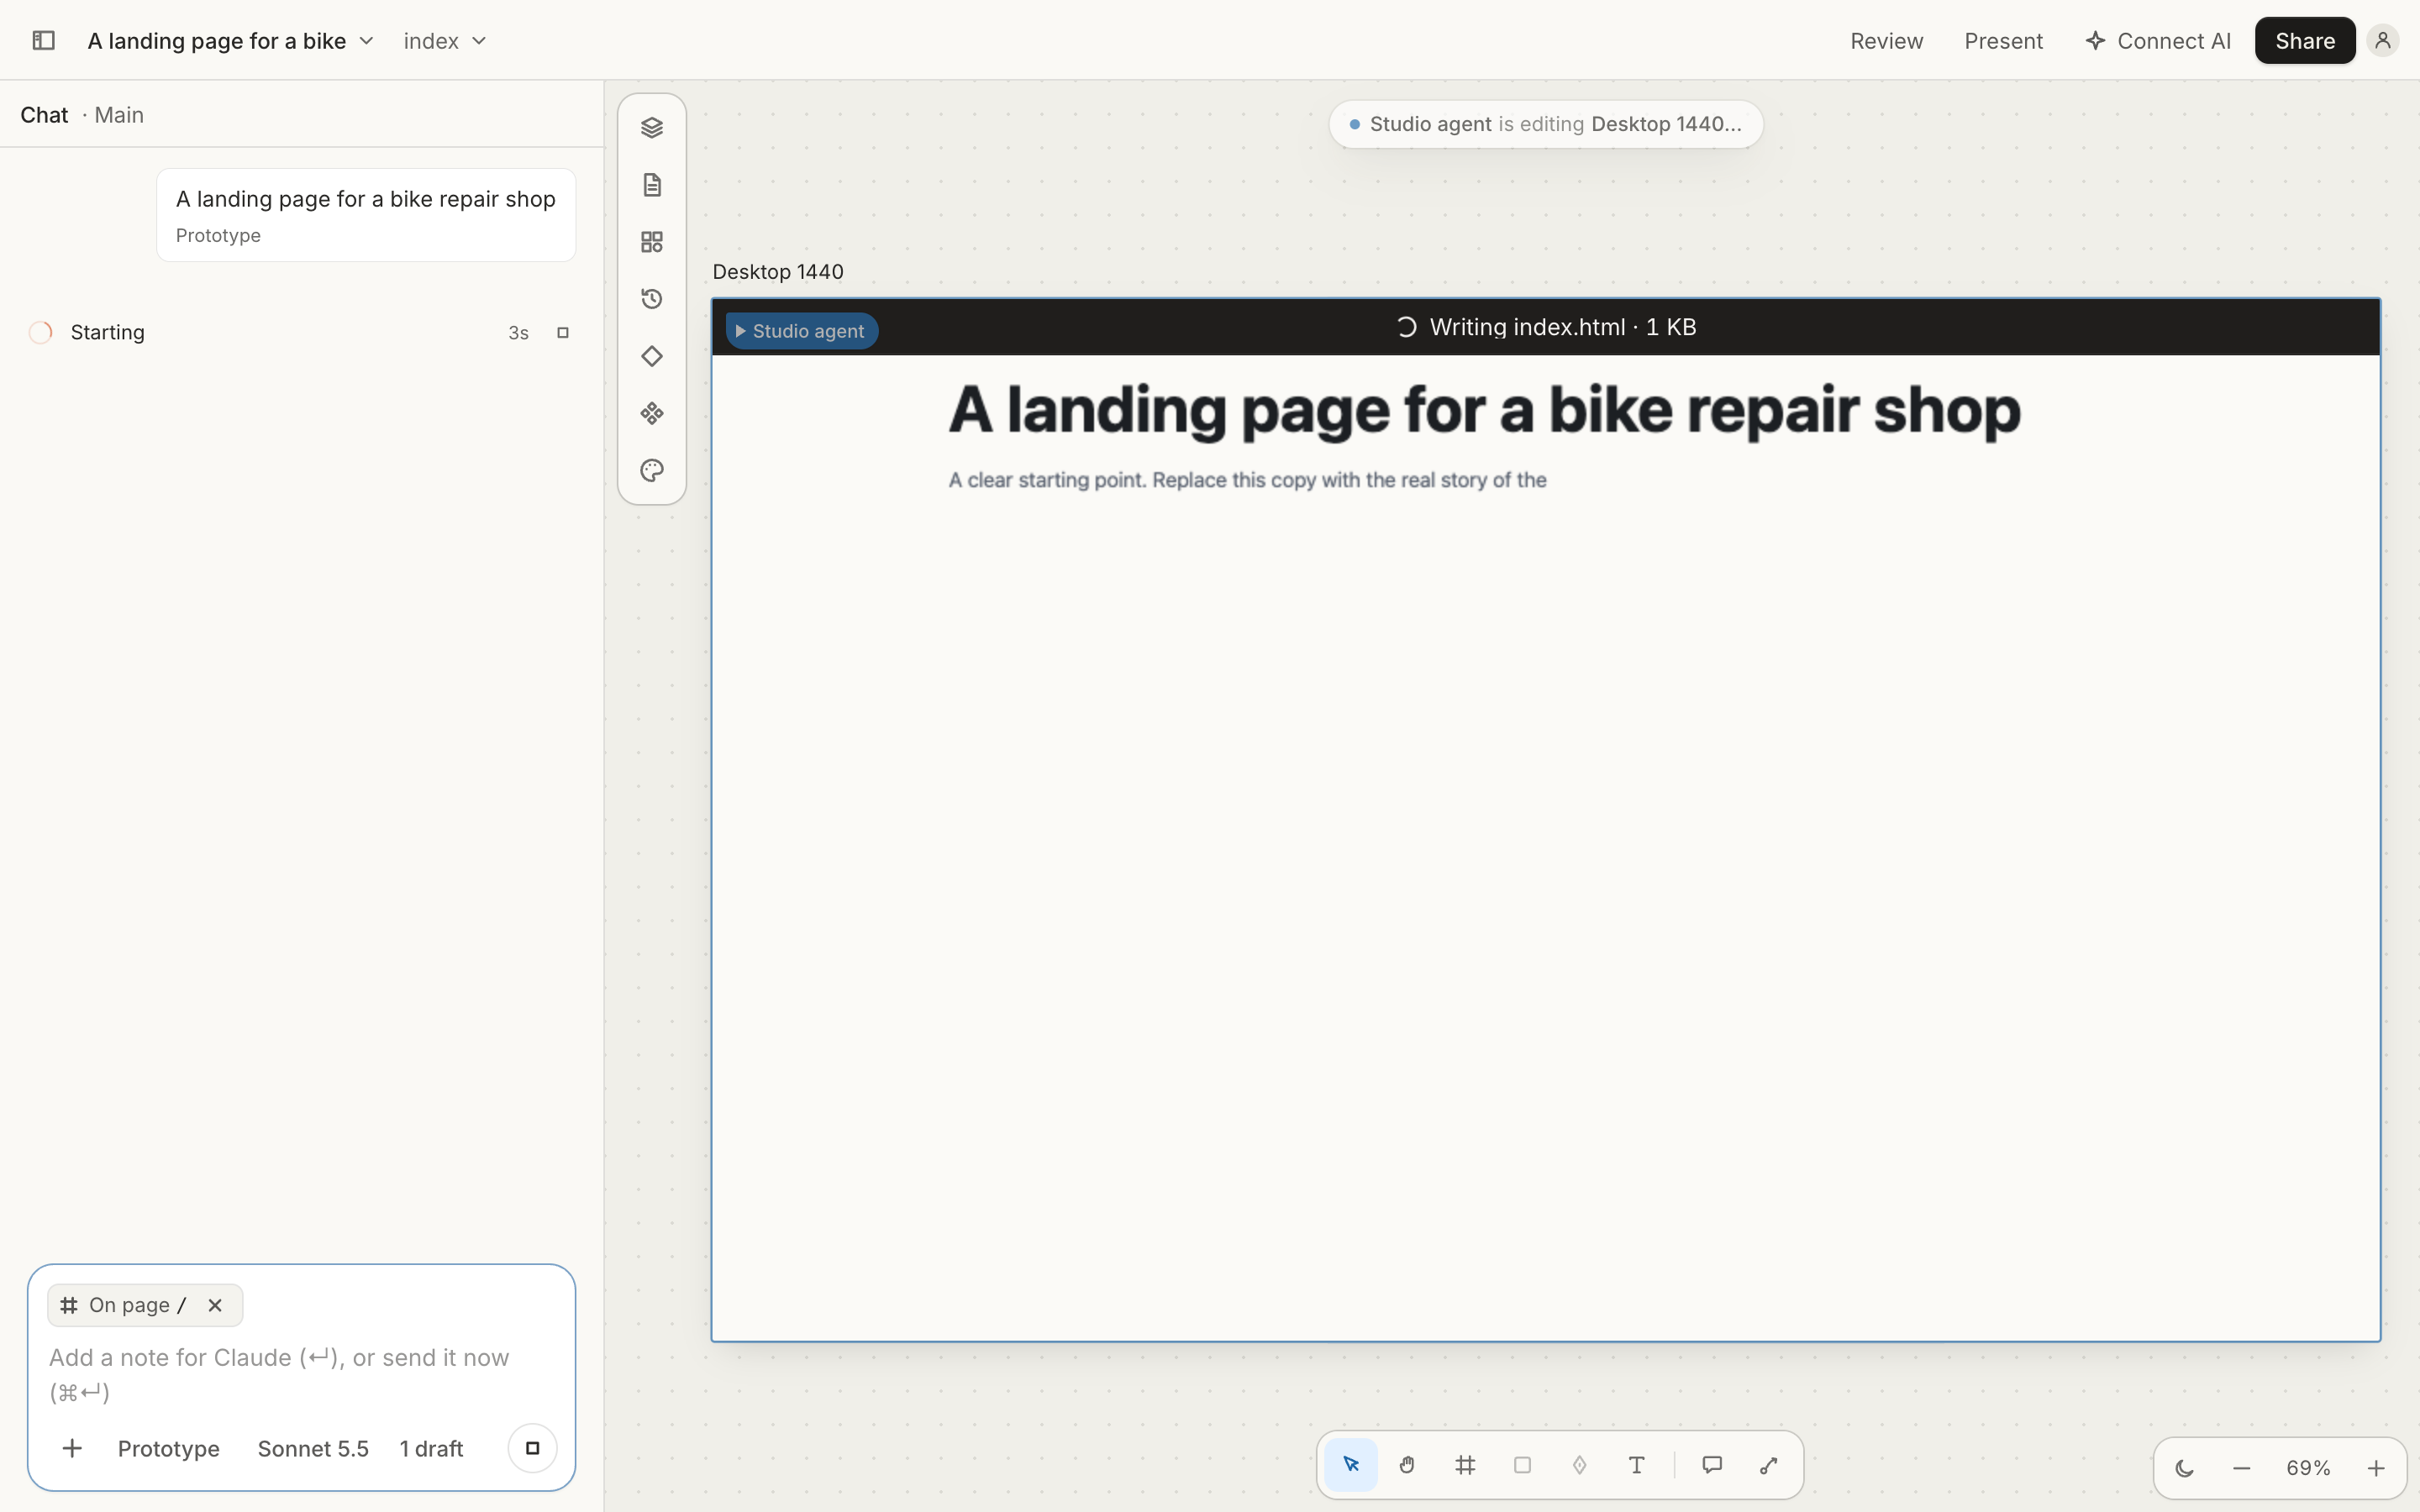 A landing page for a bike
index
Review
Present
Connect AI
Share
Chat · Main
A landing page for a bike repair shop
Prototype
Starting
3s
On page /
Add a note for Claude (↵), or send it now
(⌘↵)
Prototype
Sonnet 5.5
1 draft
Studio agent is editing Desktop 1440...
Desktop 1440
Studio agent
Writing index.html · 1 KB
A landing page for a bike repair shop
A clear starting point. Replace this copy with the real story of the
69%